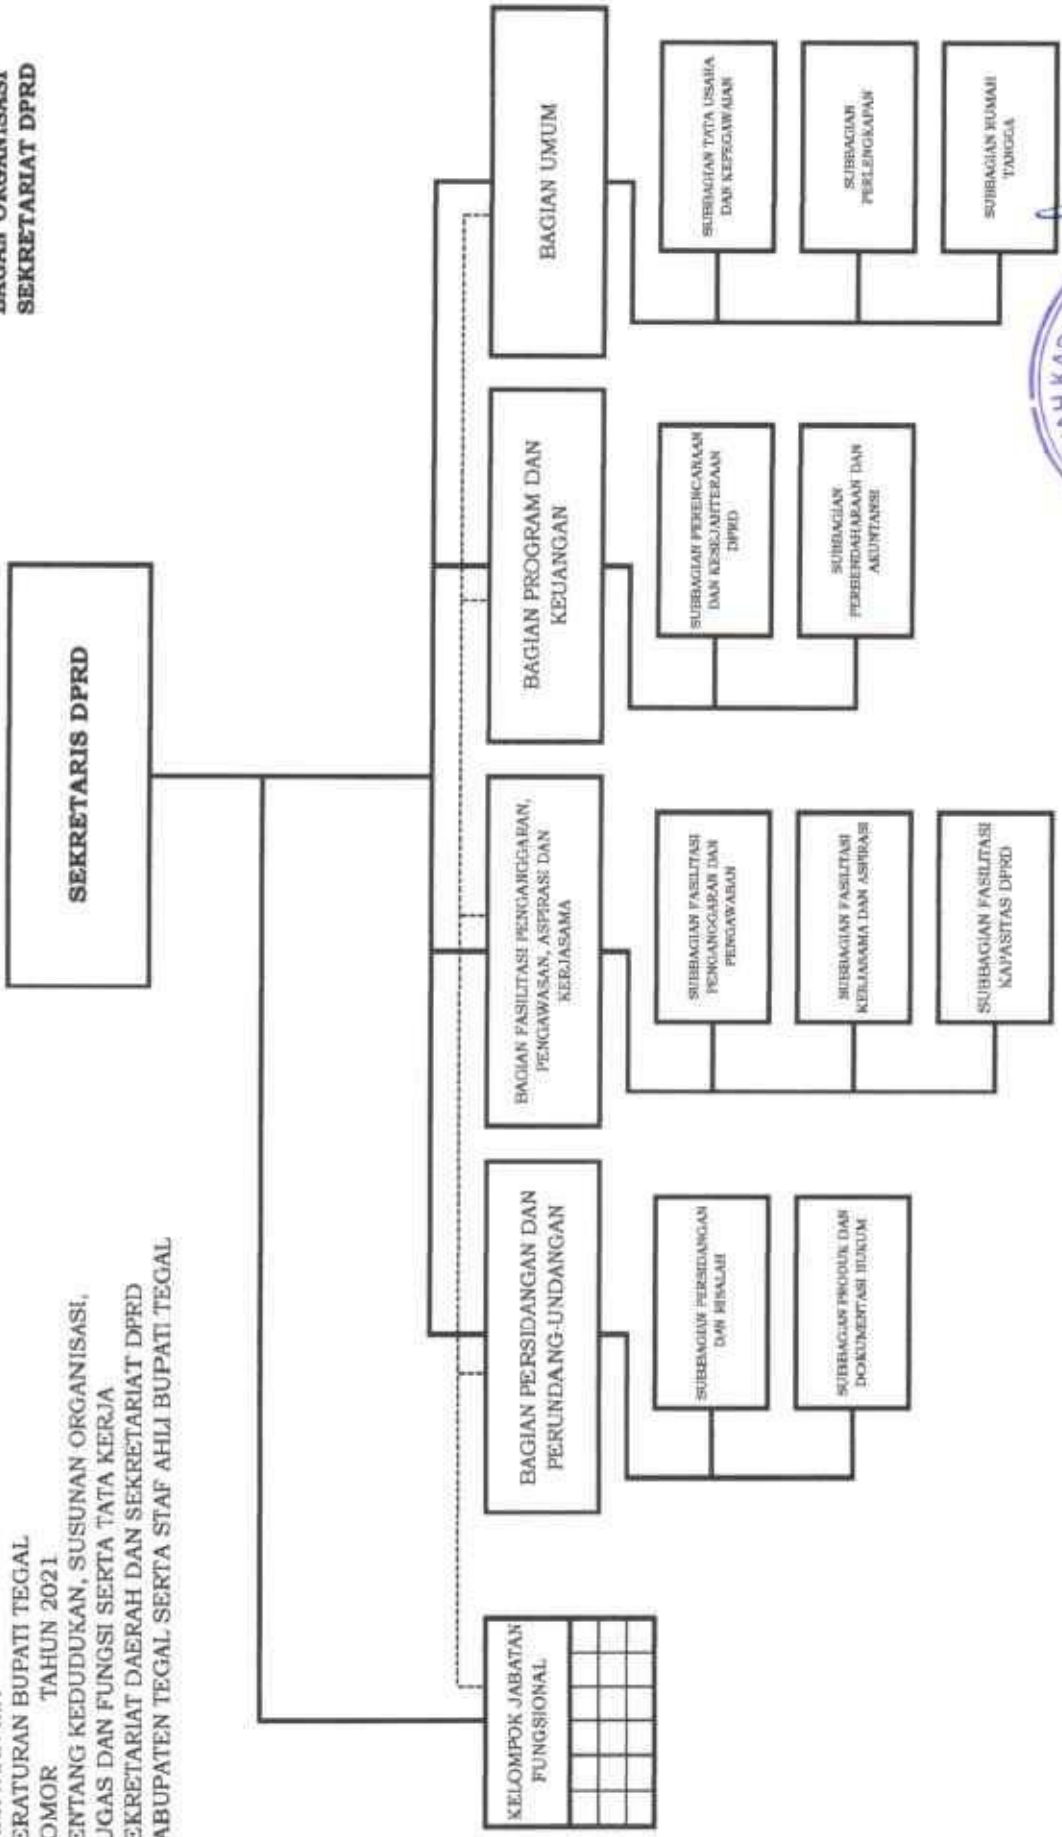 PERATURAN BUPATI TEGAL
NOMOR TAHUN 2021
TENTANG KEDUDUKAN, SUSUNAN ORGANISASI,
TUGAS DAN FUNGSI SERTA TATA KERJA
SEKRETARIAT DAERAH DAN SEKRETARIAT DPRD
KABUPATEN TEGAL SERTA STAF AHLI BUPATI TEGAL
BAGAN ORGANISASI
SEKRETARIAT DPRD
SEKRETARIS DPRD
KELOMPOK JABATAN
FUNGSIONAL
BAGIAN PERSIDANGAN DAN
PERUNDANG-UNDANGAN
SUBBAGIAN PERSIDANGAN
DAN RISALAH
SUBBAGIAN PRODUK DAN
DOKUMENTASI HUKUM
BAGIAN FASILITASI PENGANGGARAN,
PENGAWASAN, ASPIRASI DAN
KERJASAMA
SUBBAGIAN FASILITASI
PENGANGGARAN DAN
PENGAWASAN
SUBBAGIAN FASILITASI
KERJASAMA DAN ASPIRASI
SUBBAGIAN FASILITASI
KAPASITAS DPRD
BAGIAN PROGRAM DAN
KEUANGAN
SUBBAGIAN PERENCANAAN
DAN KESEJAHTERAAN
DPRD
SUBBAGIAN
PERBENDAHARAAN DAN
AKUNTANSI
BAGIAN UMUM
SUBBAGIAN TATA USAHA
DAN KEPEGAWAIAN
SUBBAGIAN
PERLENGKAPAN
SUBBAGIAN RUMAH
TANGGA